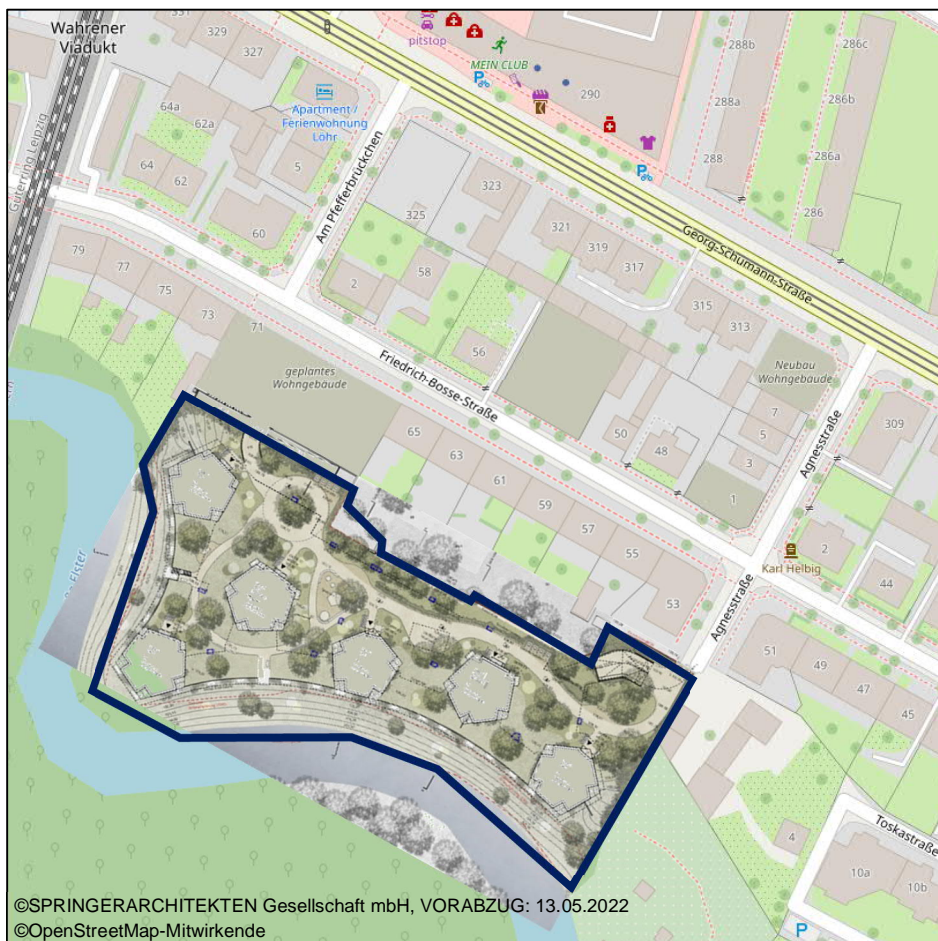 Wahrener
Viadukt
Güterring Leipzig
331
329
327
64a
62a
64
62
5
60
Apartment /
Ferienwohnung
Löhr
Am Pfefferbrückchen
pitstop
MEIN CLUB
P
290
P
288b
288a
288
286c
286b
286a
286
Georg-Schumann-Straße
325
323
321
319
317
315
313
2
58
56
79
77
75
73
71
geplantes
Wohngebäude
Friedrich-Bosse-Straße
Neubau
Wohngebäude
7
5
3
1
309
Agnesstraße
50
48
65
63
61
59
57
55
53
2
Karl Helbig
44
Agnesstraße
51
49
47
45
Toskastraße
4
10a
10b
P
©SPRINGERARCHITEKTEN Gesellschaft mbH, VORABZUG: 13.05.2022
©OpenStreetMap-Mitwirkende